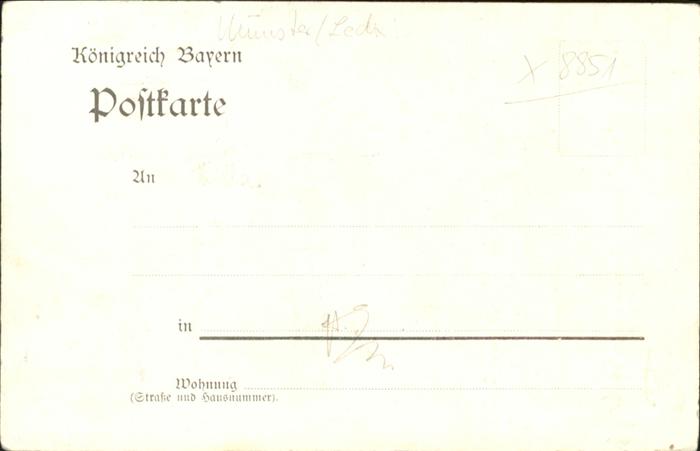 Münster/Lech
Königreich Bayern
8851
Postkarte
An
in
Wohnung
(Straße und Hausnummer).